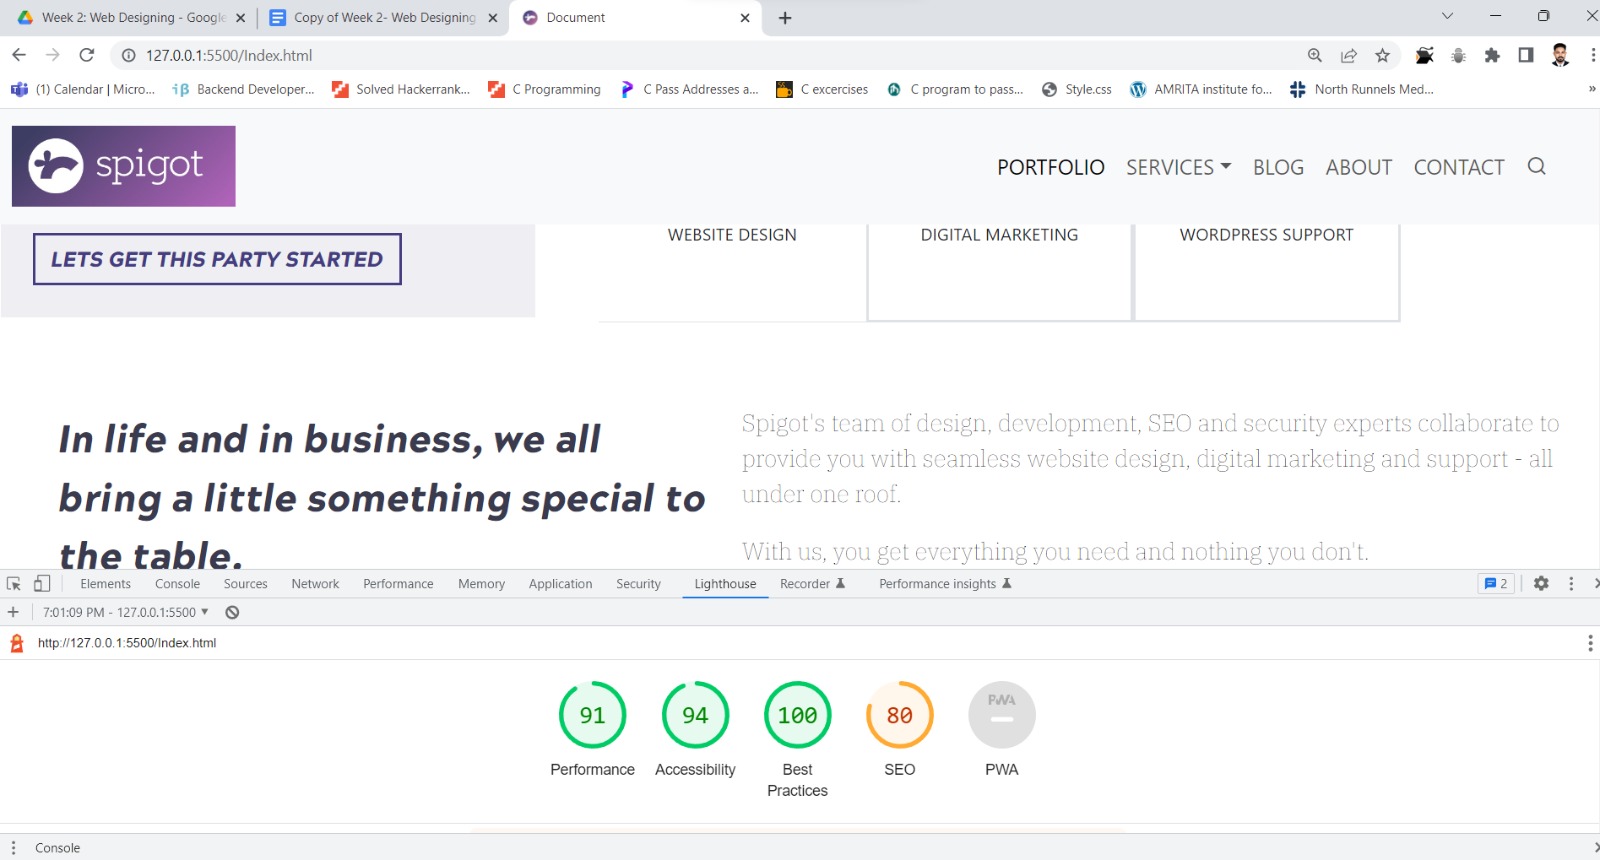 Week 2: Web Designing - Google
Copy of Week 2- Web Designing
Document
127.0.0.1:5500/Index.html
(1) Calendar | Micro...
Backend Developer...
Solved Hackerrank...
C Programming
C Pass Addresses a...
C excercises
C program to pass...
Style.css
AMRITA institute fo...
North Runnels Med...
»
spigot
PORTFOLIO SERVICES BLOG ABOUT CONTACT
LETS GET THIS PARTY STARTED
WEBSITE DESIGN
DIGITAL MARKETING
WORDPRESS SUPPORT
In life and in business, we all
bring a little something special to
the table.
Spigot's team of design, development, SEO and security experts collaborate to
provide you with seamless website design, digital marketing and support - all
under one roof.
With us, you get everything you need and nothing you don't.
Elements Console Sources Network Performance Memory Application Security Lighthouse Recorder Performance insights 2
7:01:09 PM - 127.0.0.1:5500
http://127.0.0.1:5500/Index.html
91
Performance
94
Accessibility
100
Best
Practices
80
SEO
PWA
PWA
Console